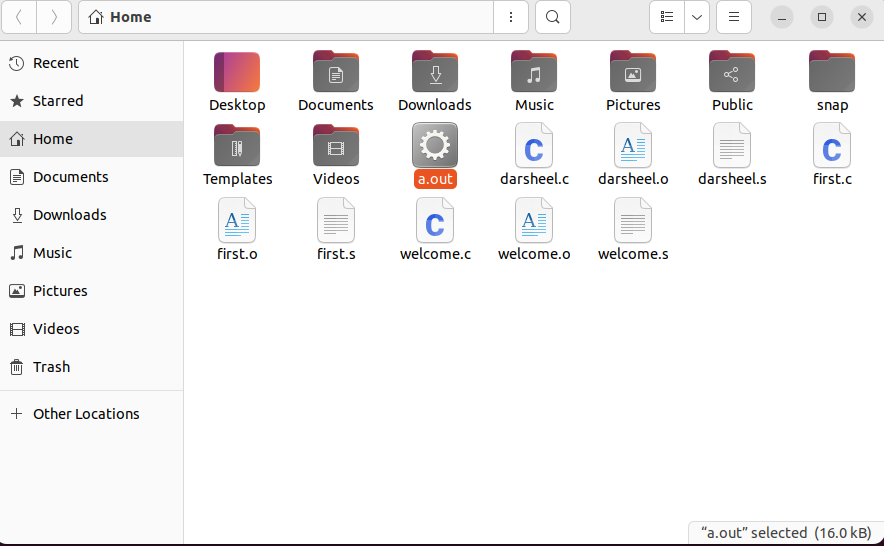 Home
Recent
Starred
Home
Documents
Downloads
Music
Pictures
Videos
Trash
Other Locations
Desktop Documents Downloads Music Pictures Public snap
Templates Videos a.out darsheel.c darsheel.o darsheel.s first.c
first.o first.s welcome.c welcome.o welcome.s
“a.out” selected (16.0 kB)